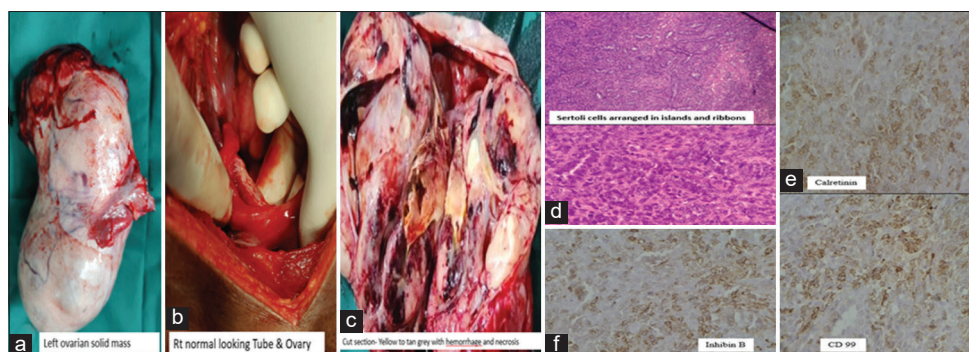 a
Left ovarian solid mass
b
Rt normal looking Tube & Ovary
c
Cut section- Yellow to tan grey with hemorrhage and necrosis
Sertoli cells arranged in islands and ribbons
d
e
Calretinin
f
Inhibin B
CD 99